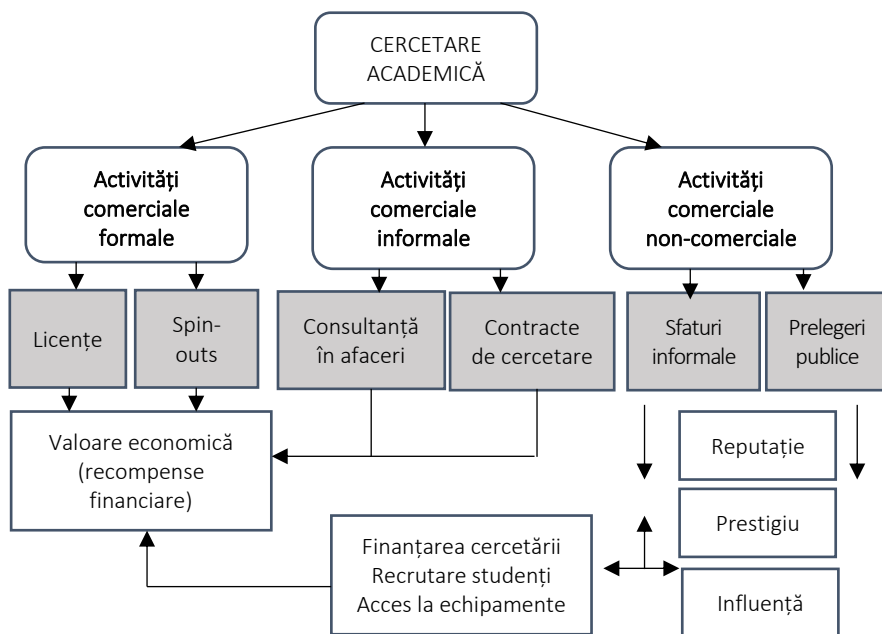 CERCETARE
ACADEMICĂ
Activități
comerciale
formale
Activități
comerciale
informale
Activități
comerciale
non-comerciale
Licențe
Spin-
outs
Consultanță
în afaceri
Contracte
de cercetare
Sfaturi
informale
Prelegeri
publice
Valoare economică
(recompense
financiare)
Reputație
Prestigiu
Influență
Finanțarea cercetării
Recrutare studenți
Acces la echipamente